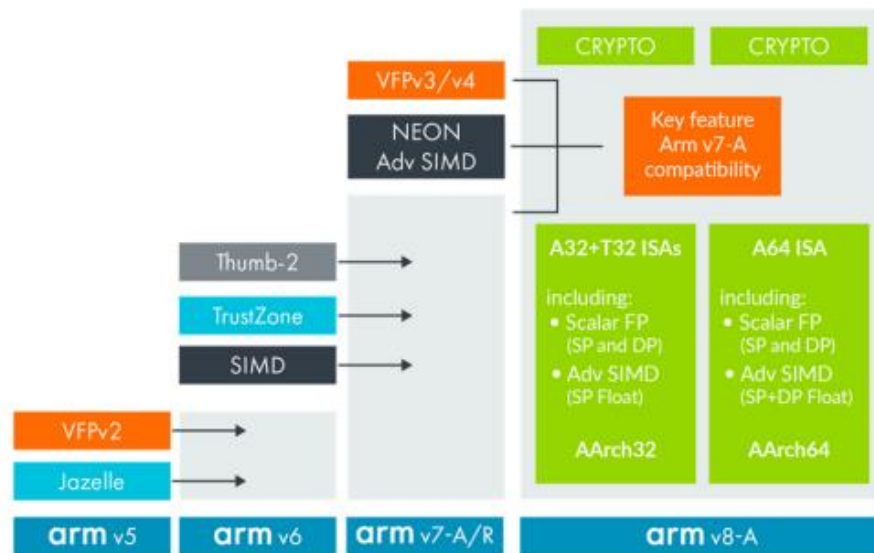 CRYPTO
CRYPTO
VFPv3/v4
NEON
Adv SIMD
Key feature
Arm v7-A
compatibility
Thumb-2
TrustZone
SIMD
A32+T32 ISAs
including:
• Scalar FP
(SP and DP)
• Adv SIMD
(SP Float)
AArch32
A64 ISA
including:
• Scalar FP
(SP and DP)
• Adv SIMD
(SP+DP Float)
AArch64
VFPv2
Jazelle
arm v5
arm v6
arm v7-A/R
arm v8-A